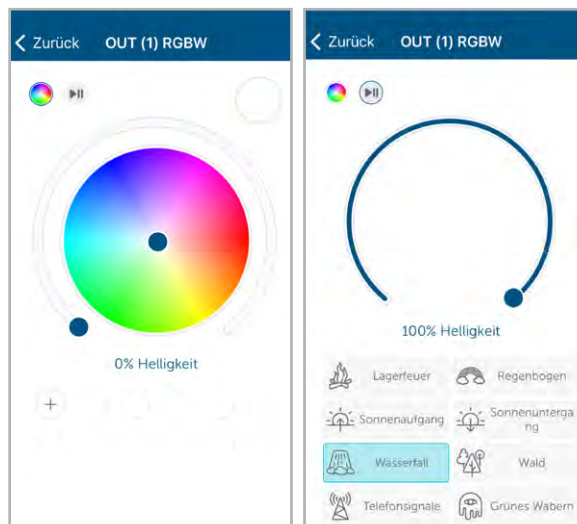 Zurück OUT (1) RGBW
0% Helligkeit
Zurück OUT (1) RGBW
100% Helligkeit
Lagerfeuer Regenbogen
Sonnenaufgang Sonnenunterga
ng
Wasserfall Wald
Telefonsignale Grünes Wabern